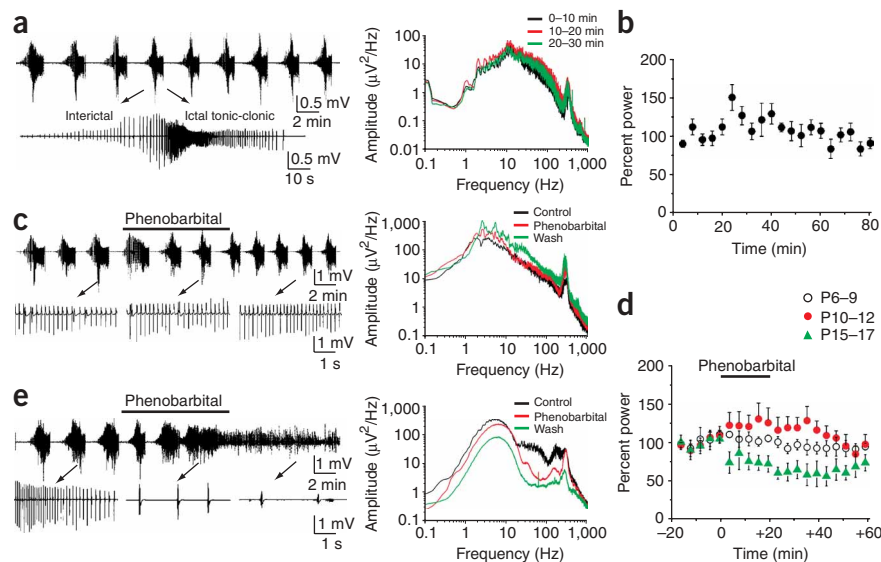 a
0.5 mV
2 min
Interictal
Ictal tonic-clonic
0.5 mV
10 s
0–10 min
10–20 min
20–30 min
Amplitude (µV²/Hz)
100
10
1
0.1
0.01
0.1 1 10 100 1,000
Frequency (Hz)
b
Percent power
200
150
100
50
0
0 20 40 60 80
Time (min)
c
Phenobarbital
1 mV
2 min
1 mV
1 s
Control
Phenobarbital
Wash
Amplitude (µV²/Hz)
1,000
100
10
1
0.1
0.1 1 10 100 1,000
Frequency (Hz)
d
P6–9
P10–12
P15–17
Phenobarbital
Percent power
200
150
100
50
0
–20 0 +20 +40 +60
Time (min)
e
Phenobarbital
1 mV
2 min
1 mV
1 s
Control
Phenobarbital
Wash
Amplitude (µV²/Hz)
1,000
100
10
1
0.1
0.1 1 10 100 1,000
Frequency (Hz)